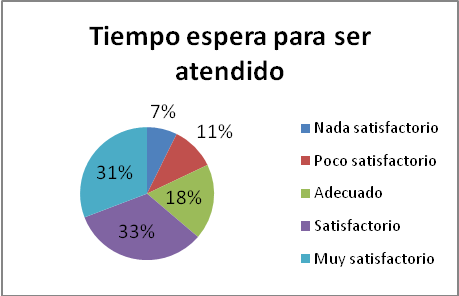 Tiempo espera para ser
atendido
7%
11%
18%
33%
31%
Nada satisfactorio
Poco satisfactorio
Adecuado
Satisfactorio
Muy satisfactorio